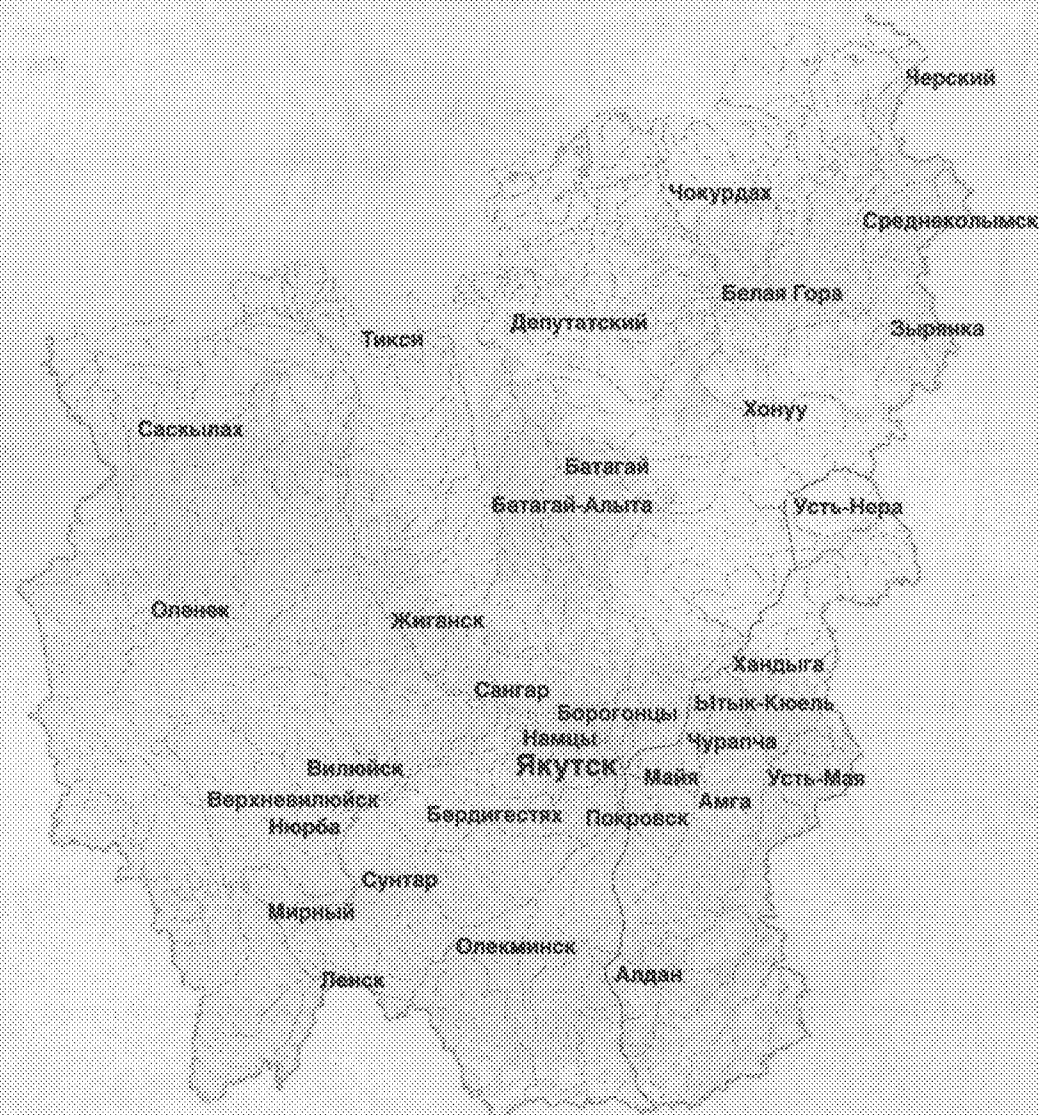 Черский
Чокурдах
Среднеколымск
Белая Гора
Депутатский
Зырянка
Тикси
Хонуу
Саскылах
Батагай
Батагай-Алыта
Усть-Нера
Оленек
Жиганск
Хандыга
Сангар
Ытык-Кюель
Борогонцы
Намцы
Чурапча
Якутск
Вилюйск
Майя
Усть-Мая
Верхневилюйск
Амга
Бердигестях
Покровск
Нюрба
Сунтар
Мирный
Олекминск
Алдан
Ленск